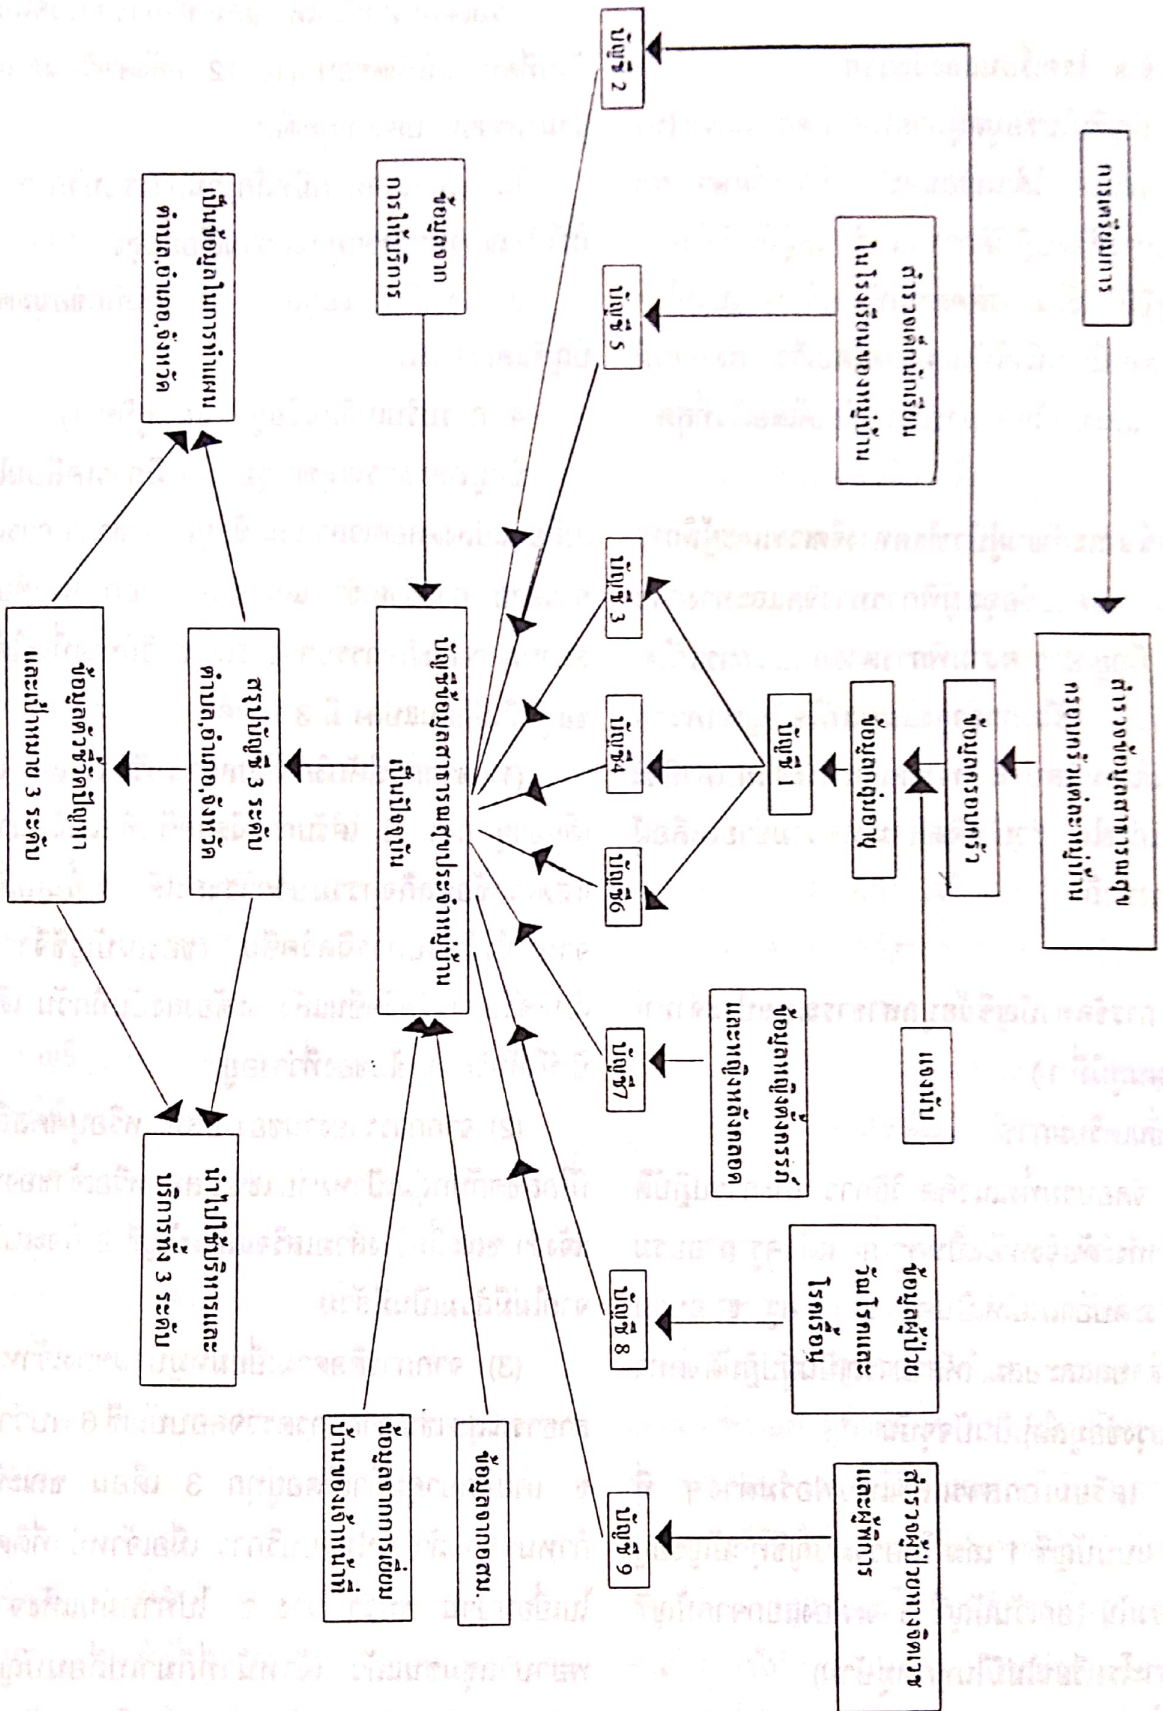 การเตรียมการ
สำรวจข้อมูลสาธารณสุข
ครอบครัวแต่ละหมู่บ้าน
ข้อมูลครอบครัว
แจงนับ
ข้อมูลกลุ่มอายุ
สำรวจเด็กนักเรียน
ในโรงเรียนของหมู่บ้าน
บัญชี 1
ข้อมูลหญิงตั้งครรภ์
และหญิงหลังคลอด
ข้อมูลผู้ป่วย
วัณโรคและ
โรคเรื้อน
สำรวจผู้ป่วยทางจิตเวช
และผู้พิการ
บัญชี 2
บัญชี 5
บัญชี 3
บัญชี4
บัญชี6
บัญชี7
บัญชี 8
บัญชี 9
ข้อมูลจาก
การให้บริการ
บัญชีข้อมูลสาธารณสุขประจำหมู่บ้าน
เป็นปัจจุบัน
ข้อมูลจากอสม.
ข้อมูลจากการเยี่ยม
บ้านของเจ้าหน้าที่
สรุปบัญชี 3 ระดับ
ตำบล,อำเภอ,จังหวัด
เป็นข้อมูลในการทำแผน
ตำบล,อำเภอ,จังหวัด
ข้อมูลตัวชี้วัดปัญหา
และเป้าหมาย 3 ระดับ
นำไปใช้บริหารและ
บริการทั้ง 3 ระดับ